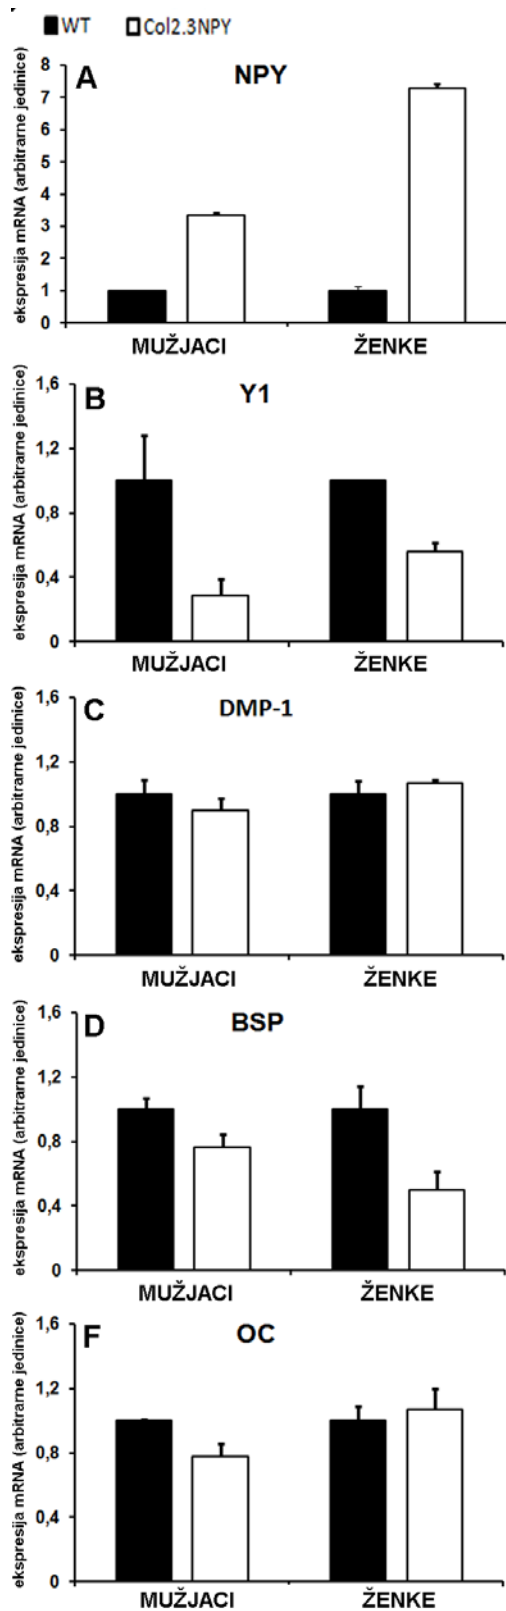 WT Col2.3NPY
A NPY
ekspresija mRNA (arbitrarne jedinice)
8
7
6
5
4
3
2
1
0
MUŽJACI ŽENKE
B Y1
ekspresija mRNA (arbitrarne jedinice)
1,6
1,2
0,8
0,4
0
MUŽJACI ŽENKE
C DMP-1
ekspresija mRNA (arbitrarne jedinice)
1,6
1,2
0,8
0,4
0
MUŽJACI ŽENKE
D BSP
ekspresija mRNA (arbitrarne jedinice)
1,6
1,2
0,8
0,4
0
MUŽJACI ŽENKE
F OC
ekspresija mRNA (arbitrarne jedinice)
1,6
1,2
0,8
0,4
0
MUŽJACI ŽENKE